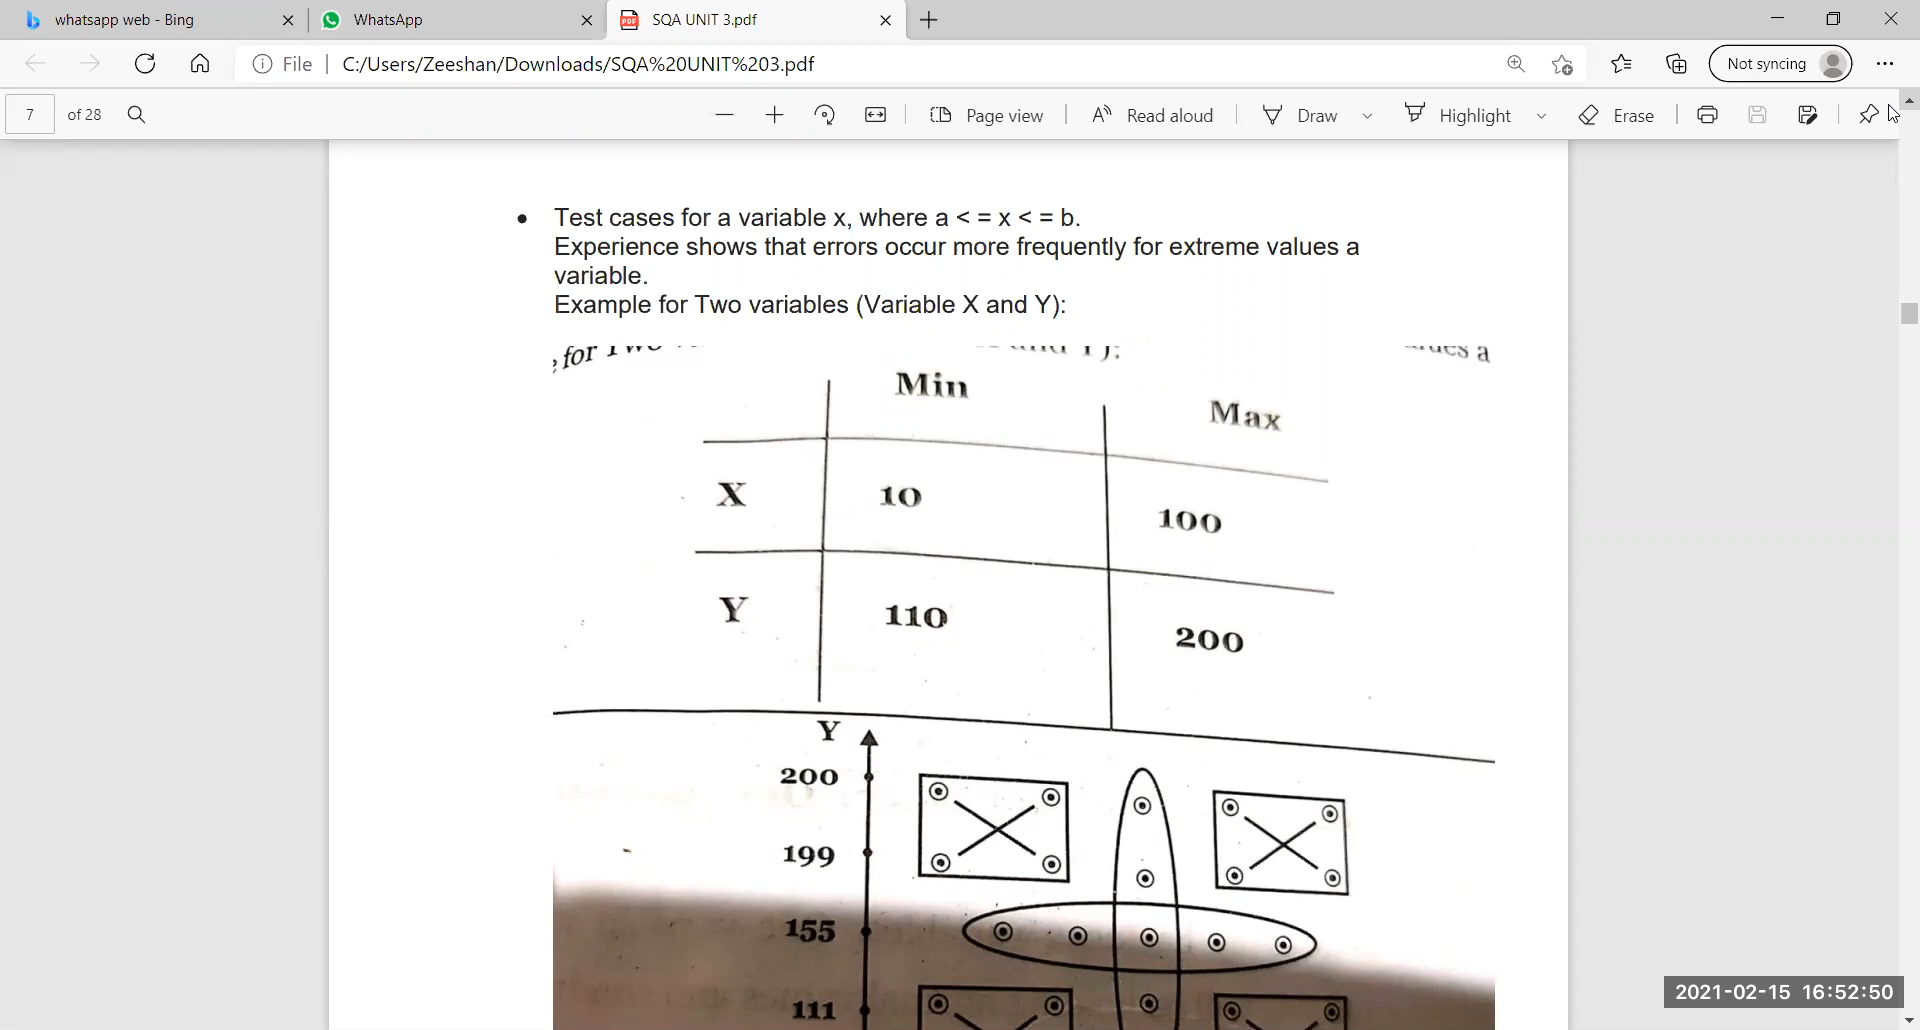 whatsapp web - Bing
WhatsApp
SQA UNIT 3.pdf
File
C:/Users/Zeeshan/Downloads/SQA%20UNIT%203.pdf
Not syncing
7 of 28
Page view
Read aloud
Draw
Highlight
Erase
Test cases for a variable x, where a < = x < = b.
Experience shows that errors occur more frequently for extreme values a
variable.
Example for Two variables (Variable X and Y):
for
a
Min
Max
X 10 100
Y 110 200
Y
200
199
155
111
2021-02-15 16:52:50